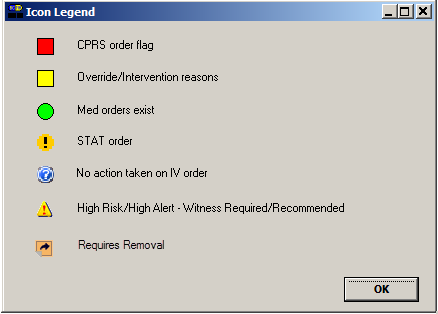 Icon Legend
CPRS order flag
Override/Intervention reasons
Med orders exist
STAT order
No action taken on IV order
High Risk/High Alert - Witness Required/Recommended
Requires Removal
OK